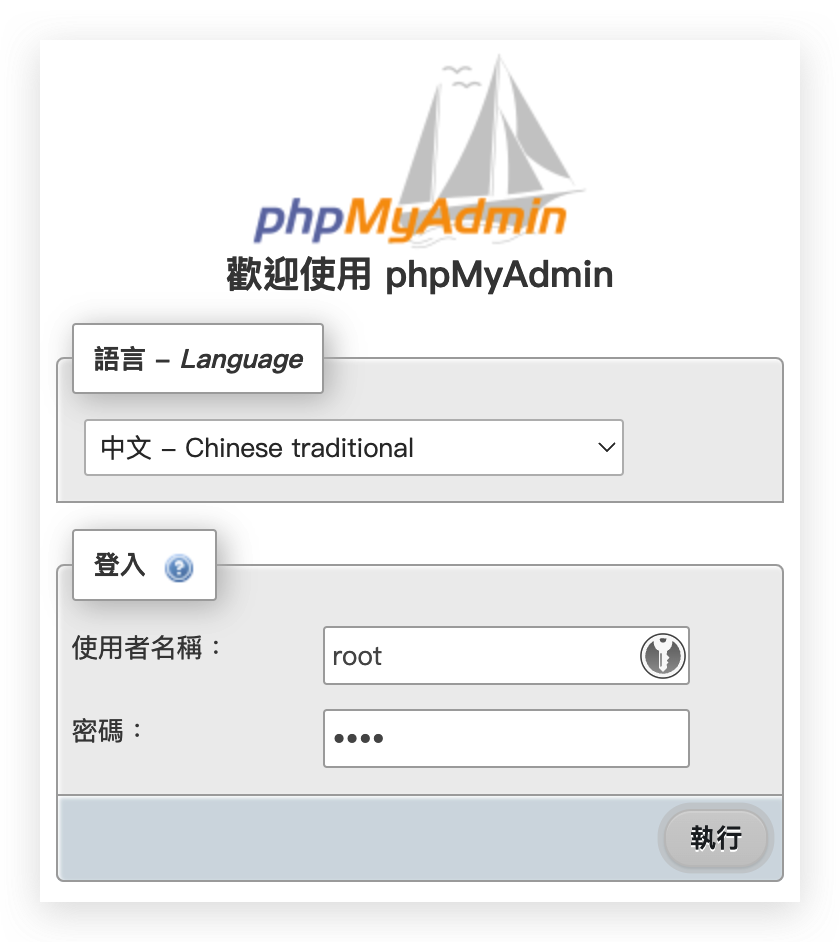 phpMyAdmin
歡迎使用 phpMyAdmin
語言 – Language
中文 – Chinese traditional
登入
使用者名稱：
root
密碼：
••••
執行